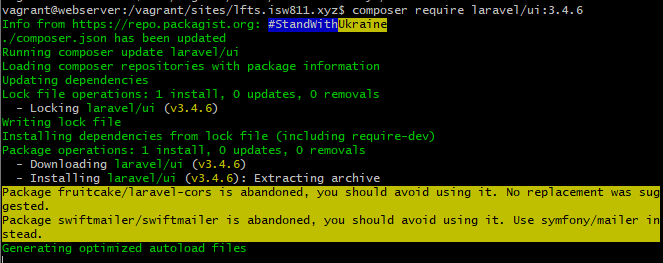 vagrant@webserver:/vagrant/sites/lfts.isw811.xyz$ composer require laravel/ui:3.4.6
Info from https://repo.packagist.org: #StandWithUkraine
./composer.json has been updated
Running composer update laravel/ui
Loading composer repositories with package information
Updating dependencies
Lock file operations: 1 install, 0 updates, 0 removals
  - Locking laravel/ui (v3.4.6)
Writing lock file
Installing dependencies from lock file (including require-dev)
Package operations: 1 install, 0 updates, 0 removals
  - Downloading laravel/ui (v3.4.6)
  - Installing laravel/ui (v3.4.6): Extracting archive
Package fruitcake/laravel-cors is abandoned, you should avoid using it. No replacement was sug
gested.
Package swiftmailer/swiftmailer is abandoned, you should avoid using it. Use symfony/mailer in
stead.
Generating optimized autoload files